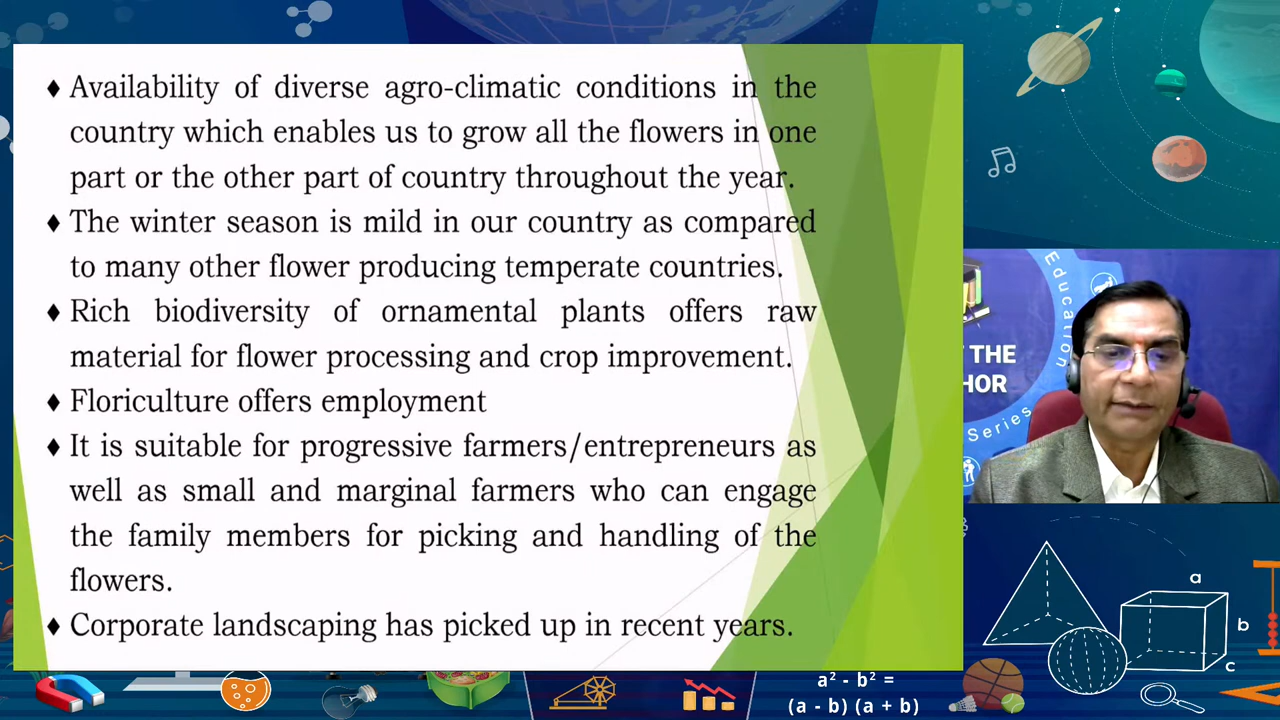 ♦ Availability of diverse agro-climatic conditions in the
country which enables us to grow all the flowers in one
part or the other part of country throughout the year.
♦ The winter season is mild in our country as compared
to many other flower producing temperate countries.
♦ Rich biodiversity of ornamental plants offers raw
material for flower processing and crop improvement.
♦ Floriculture offers employment
♦ It is suitable for progressive farmers/entrepreneurs as
well as small and marginal farmers who can engage
the family members for picking and handling of the
flowers.
♦ Corporate landscaping has picked up in recent years.
Education
THE
HOR
Series
a
b
c
a² - b² =
(a - b) (a + b)